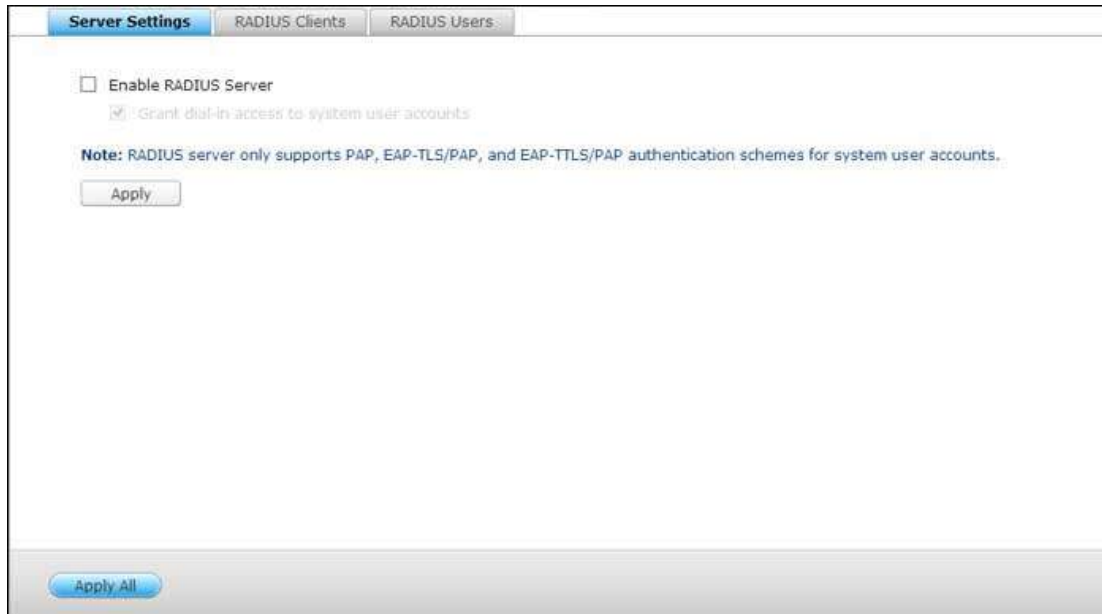 Server Settings RADIUS Clients RADIUS Users
Enable RADIUS Server
Grant dial-in access to system user accounts
Note: RADIUS server only supports PAP, EAP-TLS/PAP, and EAP-TTLS/PAP authentication schemes for system user accounts.
Apply
Apply All